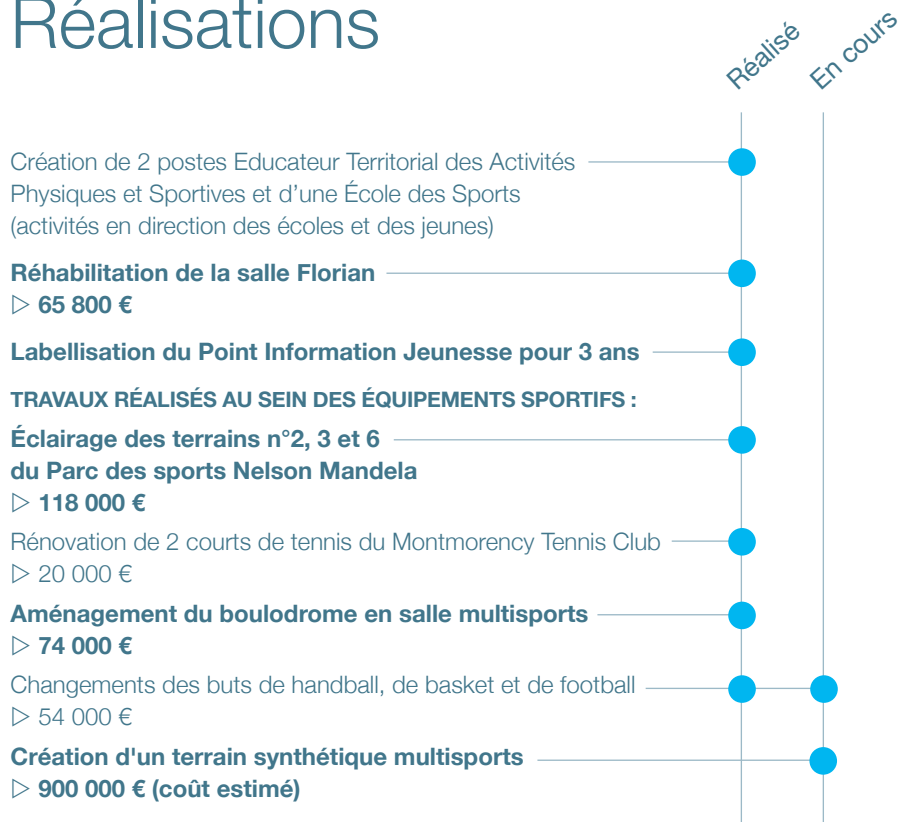 Réalisations
Réalisé
En cours
Création de 2 postes Educateur Territorial des Activités
Physiques et Sportives et d’une École des Sports
(activités en direction des écoles et des jeunes)
Réhabilitation de la salle Florian
▷ 65 800 €
Labellisation du Point Information Jeunesse pour 3 ans
TRAVAUX RÉALISÉS AU SEIN DES ÉQUIPEMENTS SPORTIFS :
Éclairage des terrains n°2, 3 et 6
du Parc des sports Nelson Mandela
▷ 118 000 €
Rénovation de 2 courts de tennis du Montmorency Tennis Club
▷ 20 000 €
Aménagement du boulodrome en salle multisports
▷ 74 000 €
Changements des buts de handball, de basket et de football
▷ 54 000 €
Création d'un terrain synthétique multisports
▷ 900 000 € (coût estimé)